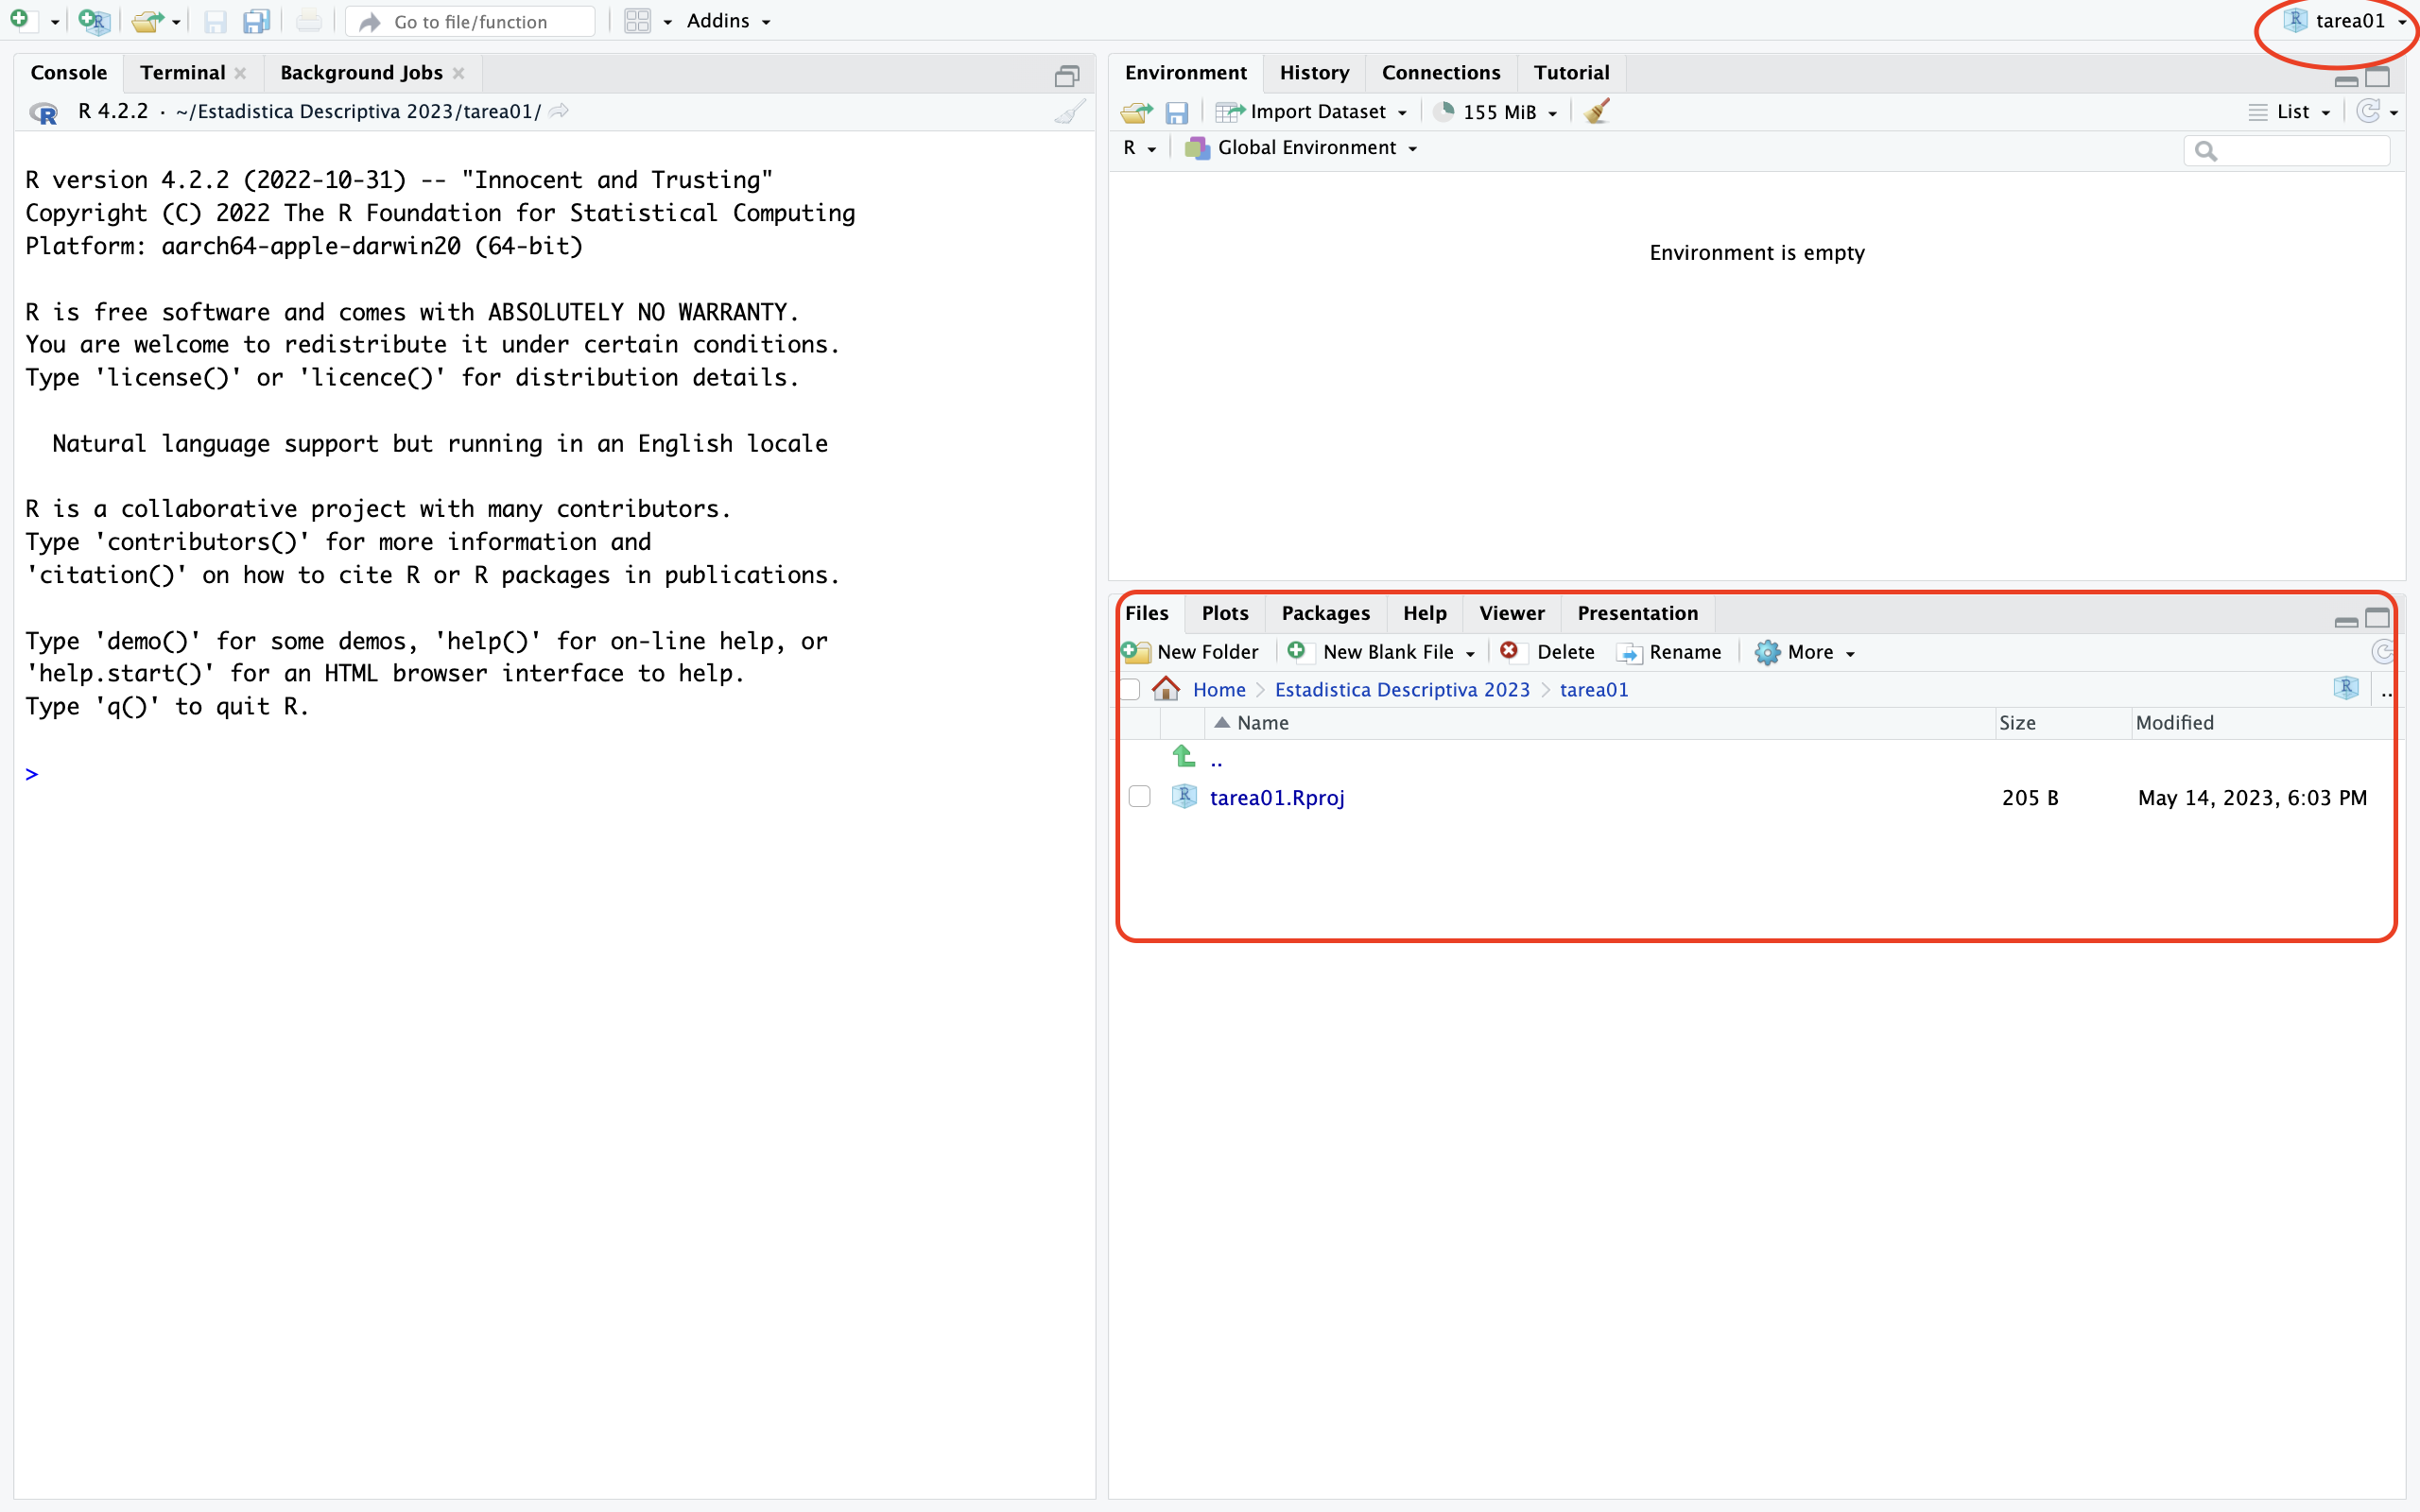 Go to file/function Addins tarea01
Console Terminal Background Jobs
R 4.2.2 · ~/Estadistica Descriptiva 2023/tarea01/
R version 4.2.2 (2022-10-31) -- "Innocent and Trusting"
Copyright (C) 2022 The R Foundation for Statistical Computing
Platform: aarch64-apple-darwin20 (64-bit)
R is free software and comes with ABSOLUTELY NO WARRANTY.
You are welcome to redistribute it under certain conditions.
Type 'license()' or 'licence()' for distribution details.
Natural language support but running in an English locale
R is a collaborative project with many contributors.
Type 'contributors()' for more information and
'citation()' on how to cite R or R packages in publications.
Type 'demo()' for some demos, 'help()' for on-line help, or
'help.start()' for an HTML browser interface to help.
Type 'q()' to quit R.
>
Environment History Connections Tutorial
Import Dataset 155 MiB List
R Global Environment
Environment is empty
Files Plots Packages Help Viewer Presentation
New Folder New Blank File Delete Rename More
Home Estadistica Descriptiva 2023 tarea01 ..
Name Size Modified
..
tarea01.Rproj 205 B May 14, 2023, 6:03 PM